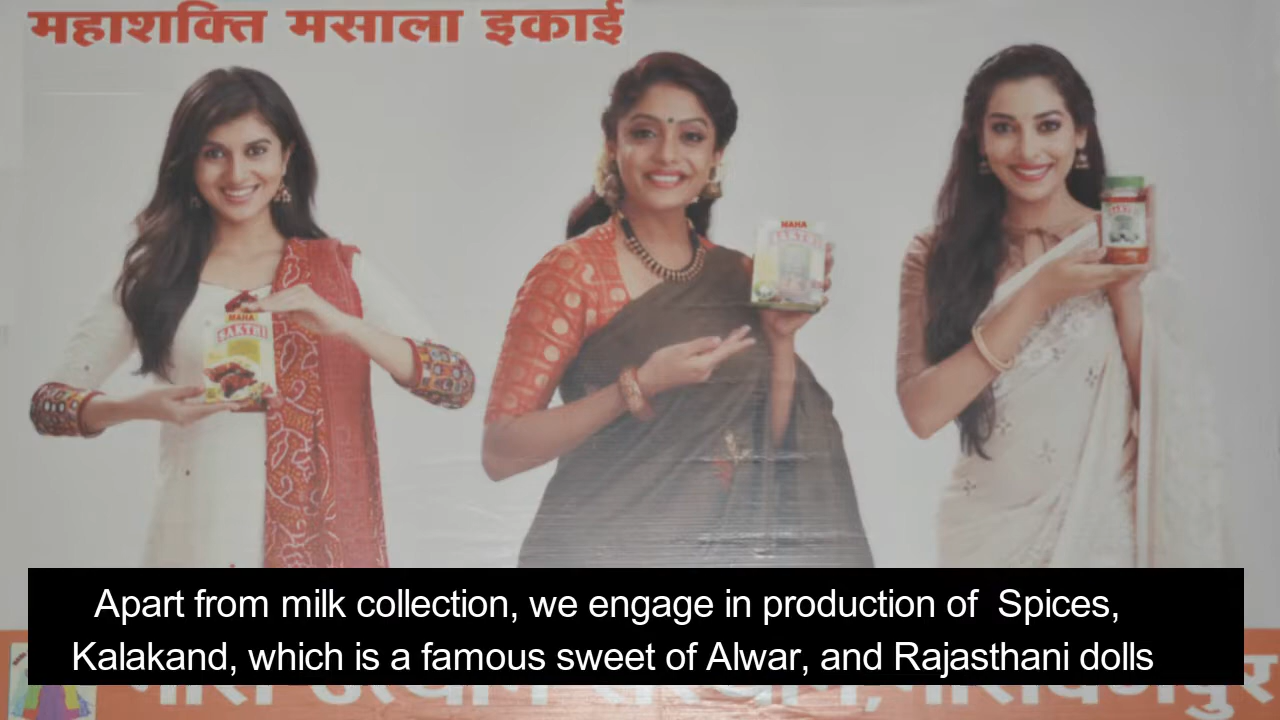 महाशक्ति मसाला इकाई
MAHA
SAKTHI
MAHA
SAKTHI
SAKTHI
Apart from milk collection, we engage in production of Spices,
Kalakand, which is a famous sweet of Alwar, and Rajasthani dolls